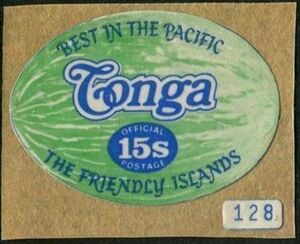 BEST IN THE PACIFIC
Tonga
OFFICIAL
15s
POSTAGE
THE FRIENDLY ISLANDS
128